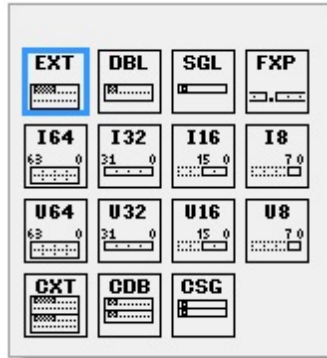 EXT DBL SGL FXP
I64 I32 I16 I8
63 0 31 0 15 0 7 0
U64 U32 U16 U8
63 0 31 0 15 0 7 0
CXT CDB CSG